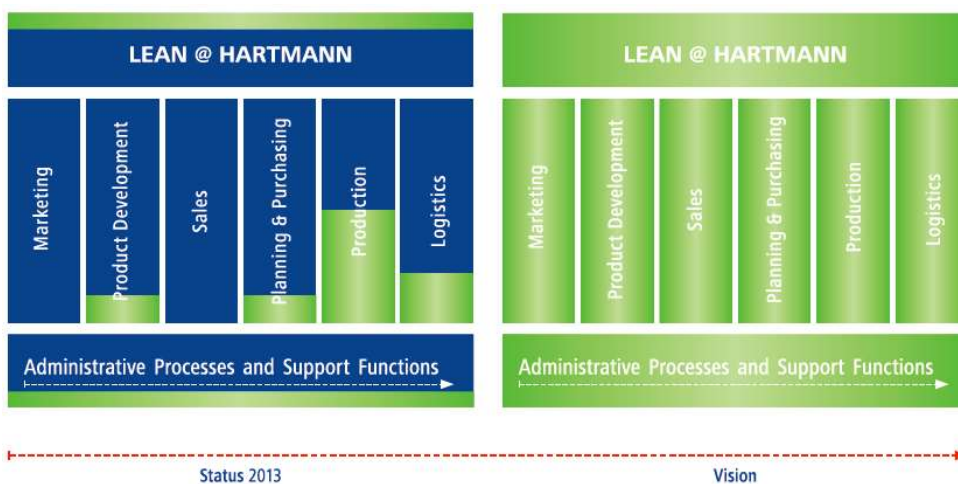 LEAN @ HARTMANN
Marketing
Product Development
Sales
Planning & Purchasing
Production
Logistics
Administrative Processes and Support Functions
LEAN @ HARTMANN
Marketing
Product Development
Sales
Planning & Purchasing
Production
Logistics
Administrative Processes and Support Functions
Status 2013
Vision